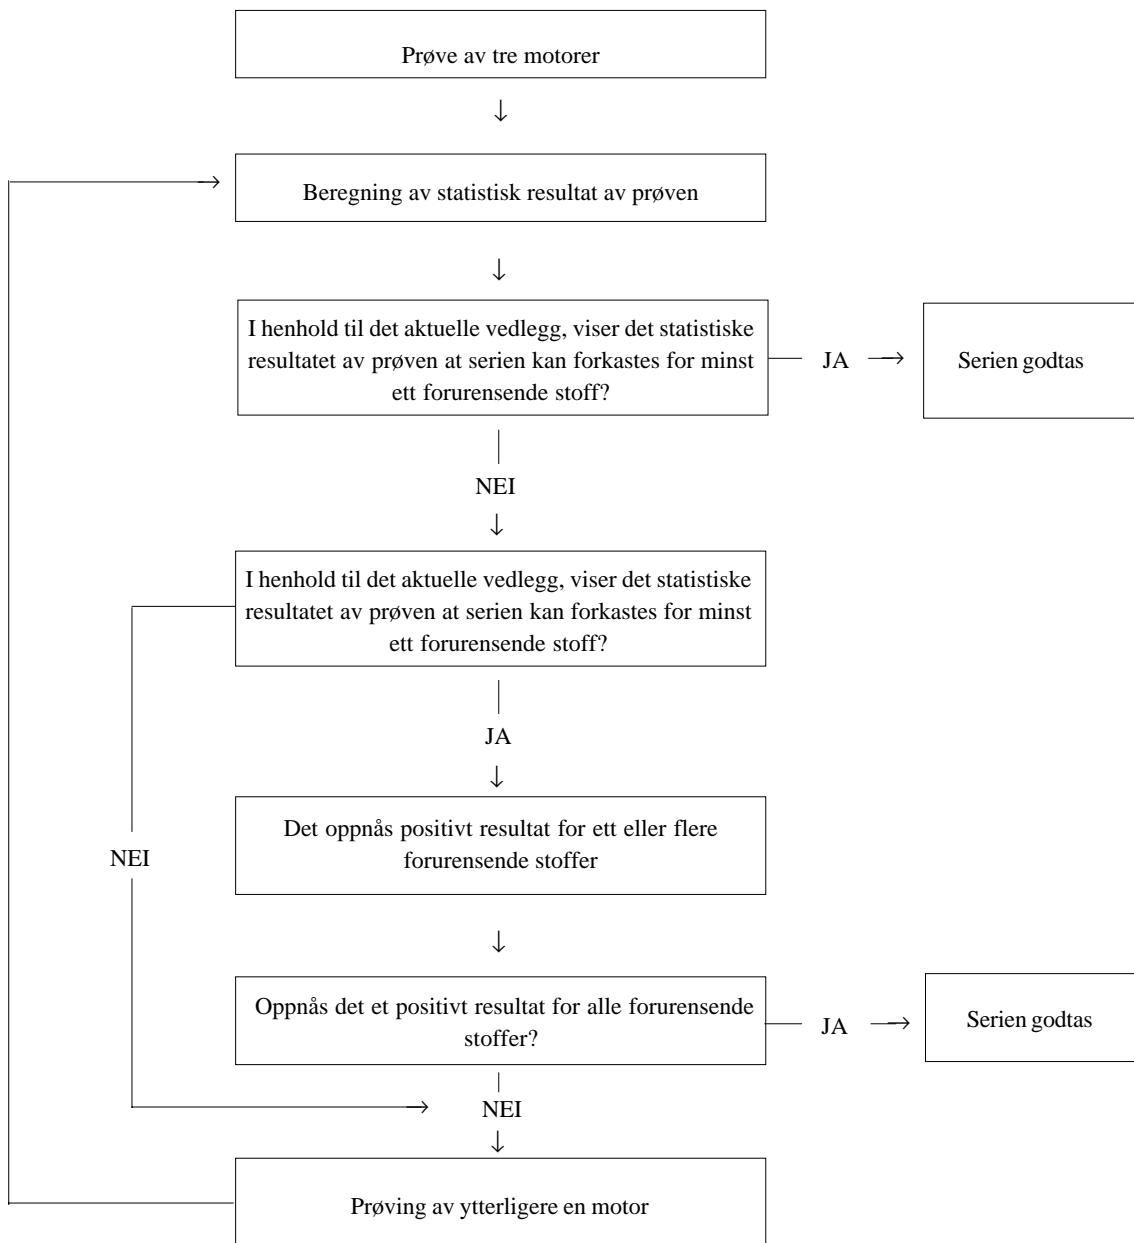 Prøve av tre motorer
↓
Beregning av statistisk resultat av prøven
↓
I henhold til det aktuelle vedlegg, viser det statistiske
resultatet av prøven at serien kan forkastes for minst
ett forurensende stoff?
JA
Serien godtas
NEI
↓
I henhold til det aktuelle vedlegg, viser det statistiske
resultatet av prøven at serien kan forkastes for minst
ett forurensende stoff?
JA
↓
Det oppnås positivt resultat for ett eller flere
forurensende stoffer
NEI
↓
Oppnås det et positivt resultat for alle forurensende
stoffer?
JA
Serien godtas
NEI
↓
Prøving av ytterligere en motor